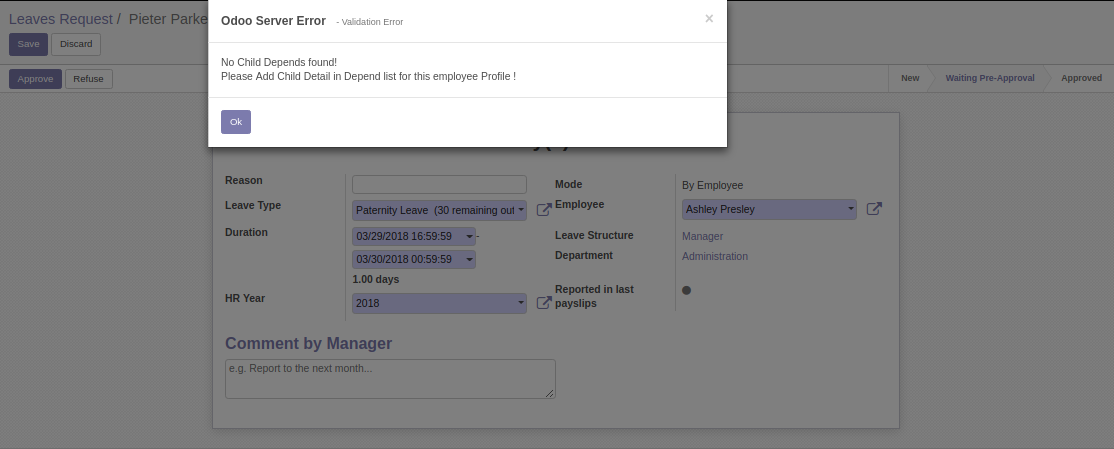 Leaves Request / Pieter Parke
Save Discard
Odoo Server Error - Validation Error ×
No Child Depends found!
Please Add Child Detail in Depend list for this employee Profile !
Ok
Approve Refuse
New Waiting Pre-Approval Approved
Reason
Mode By Employee
Leave Type Paternity Leave (30 remaining out
Employee Ashley Presley
Duration 03/29/2018 16:59:59 -
03/30/2018 00:59:59
1.00 days
Leave Structure Manager
Department Administration
HR Year 2018
Reported in last
payslips
Comment by Manager
e.g. Report to the next month...